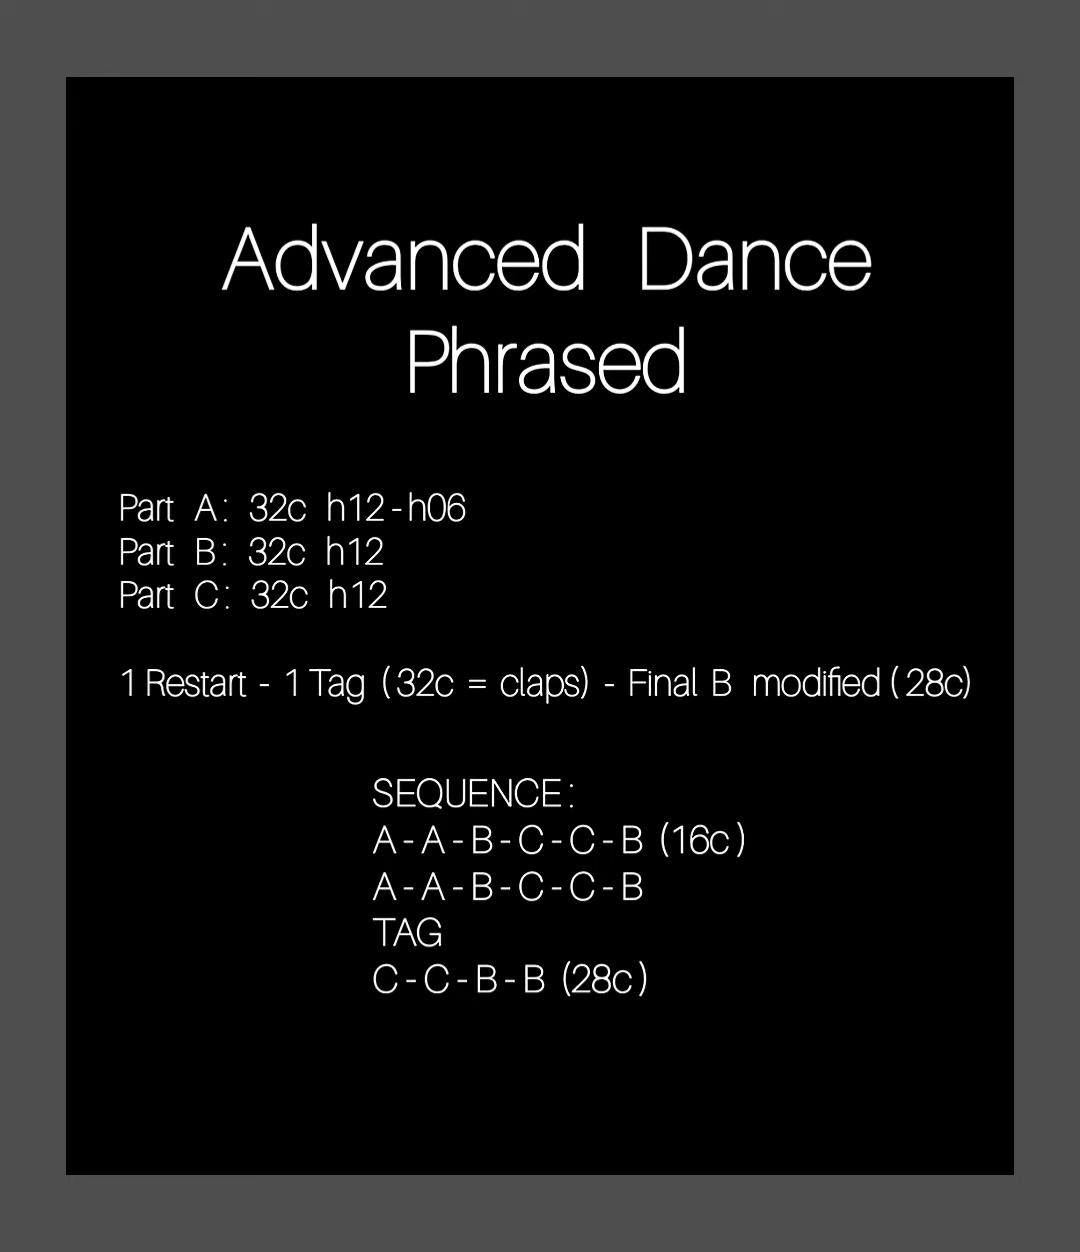 Advanced Dance
Phrased
Part A: 32c h12-h06
Part B: 32c h12
Part C: 32c h12
1 Restart - 1 Tag (32c = claps) - Final B modified (28c)
SEQUENCE:
A-A-B-C-C-B (16c)
A-A-B-C-C-B
TAG
C-C-B-B (28c)